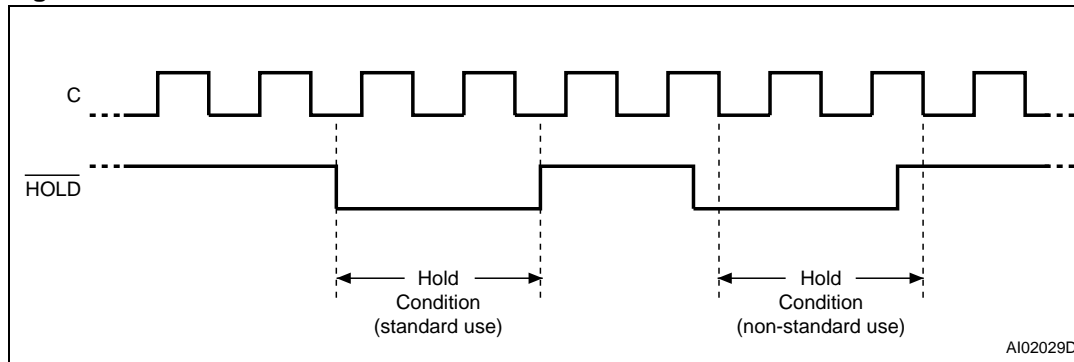 C
HOLD
Hold
Condition
(standard use)
Hold
Condition
(non-standard use)
AI02029D